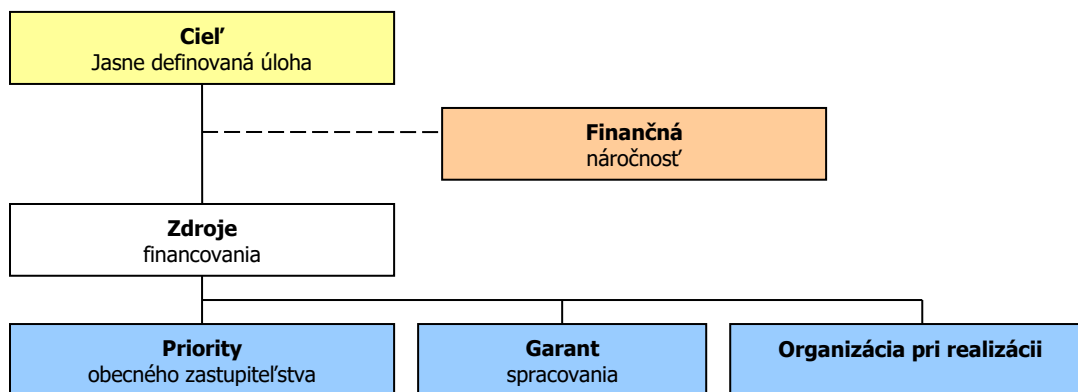 Cieľ
Jasne definovaná úloha
Finančná
náročnosť
Zdroje
financovania
Priority
obecného zastupiteľstva
Garant
spracovania
Organizácia pri realizácii